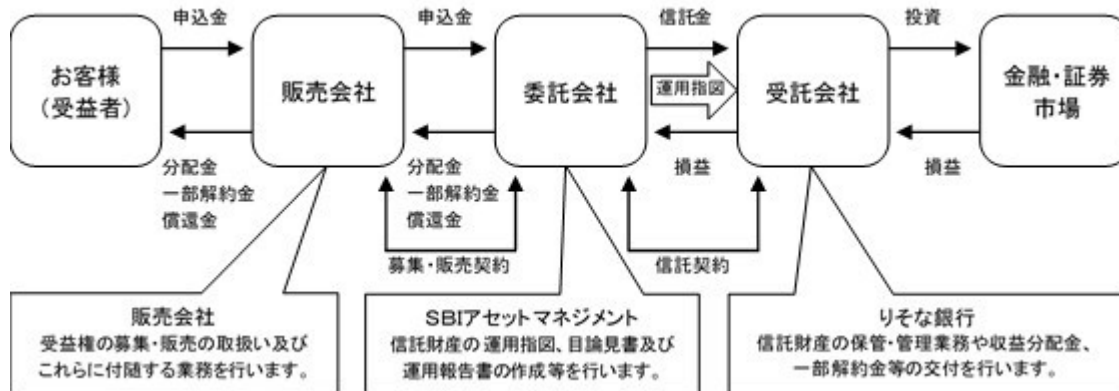 申込金
申込金
信託金
投資
お客様
（受益者）
販売会社
委託会社
運用指図
受託会社
金融・証券
市場
分配金
一部解約金
償還金
分配金
一部解約金
償還金
損益
損益
募集・販売契約
信託契約
販売会社
受益権の募集・販売の取扱い及び
これらに付随する業務を行います。
SBIアセットマネジメント
信託財産の運用指図、目論見書及び
運用報告書の作成等を行います。
りそな銀行
信託財産の保管・管理業務や収益分配金、
一部解約金等の交付を行います。